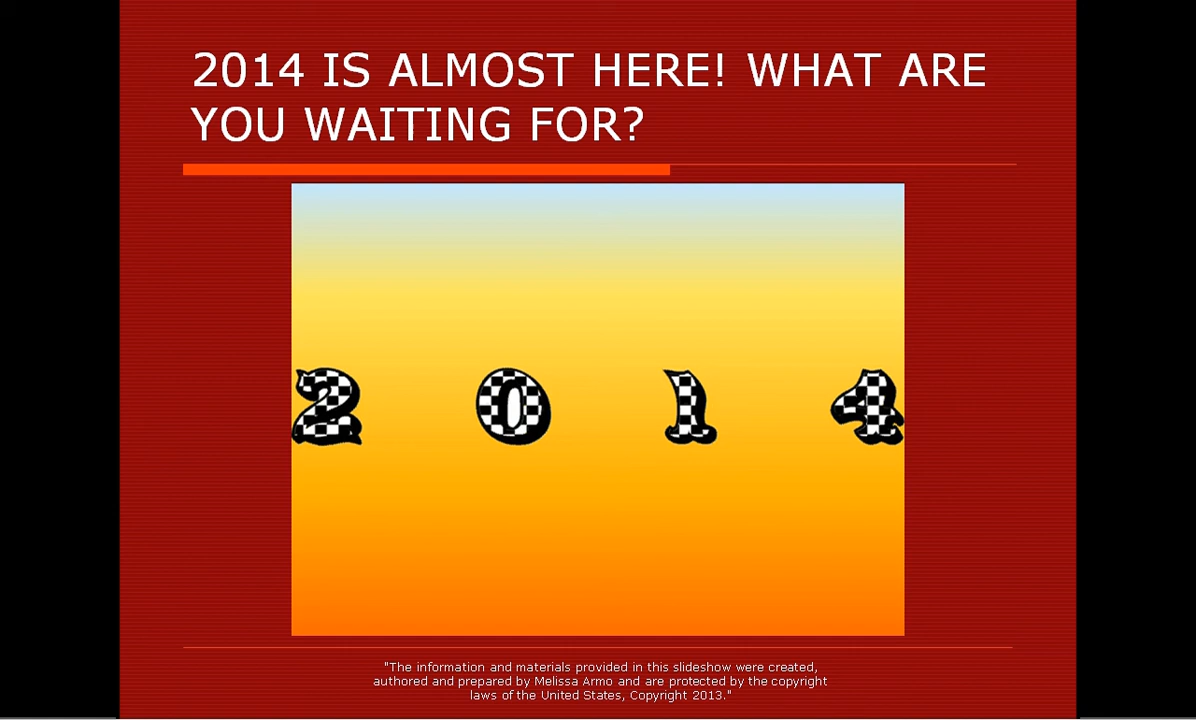 2014 IS ALMOST HERE! WHAT ARE
YOU WAITING FOR?
2 0 1 4
"The information and materials provided in this slideshow were created,
authored and prepared by Melissa Armo and are protected by the copyright
laws of the United States, Copyright 2013."